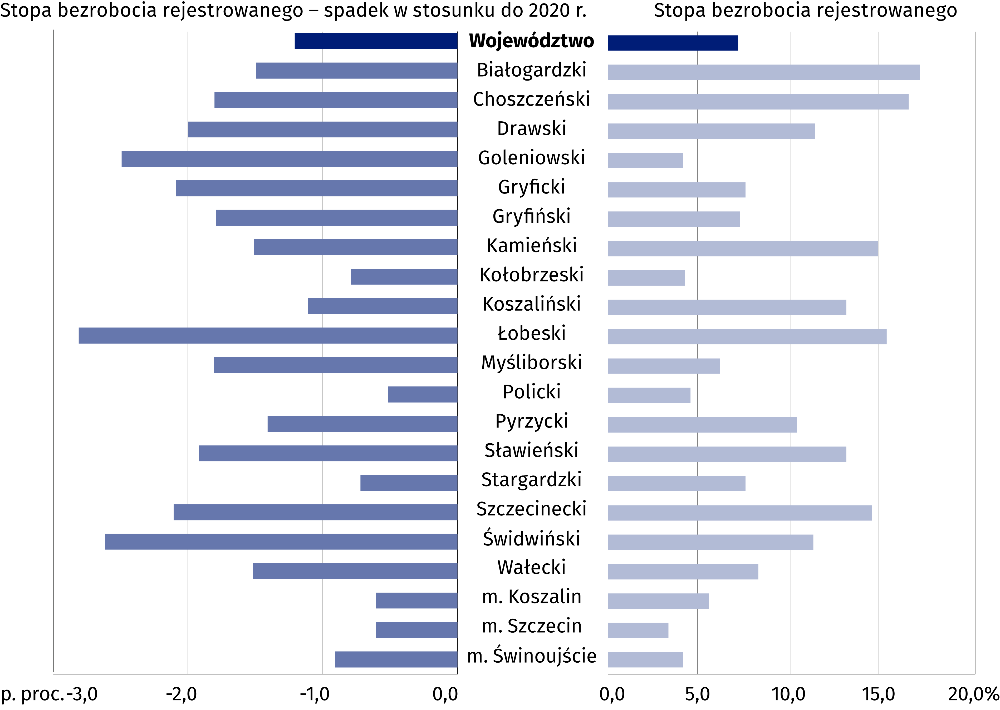 Stopa bezrobocia rejestrowanego – spadek w stosunku do 2020 r.
Stopa bezrobocia rejestrowanego
Województwo
Białogardzki
Choszczeński
Drawski
Goleniowski
Gryficki
Gryfiński
Kamieński
Kołobrzeski
Koszaliński
Łobeski
Myśliborski
Policki
Pyrzycki
Sławieński
Stargardzki
Szczecinecki
Świdwiński
Wałecki
m. Koszalin
m. Szczecin
m. Świnoujście
p. proc.-3,0 -2,0 -1,0 0,0
0,0 5,0 10,0 15,0 20,0%